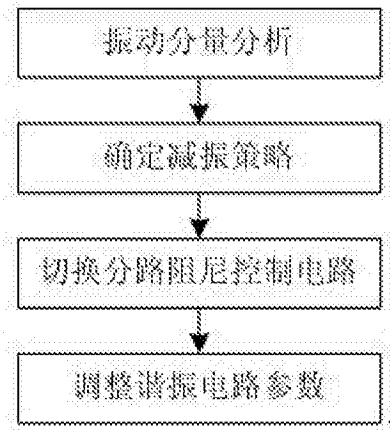 振动分量分析
确定减振策略
切换分路阻尼控制电路
调整谐振电路参数